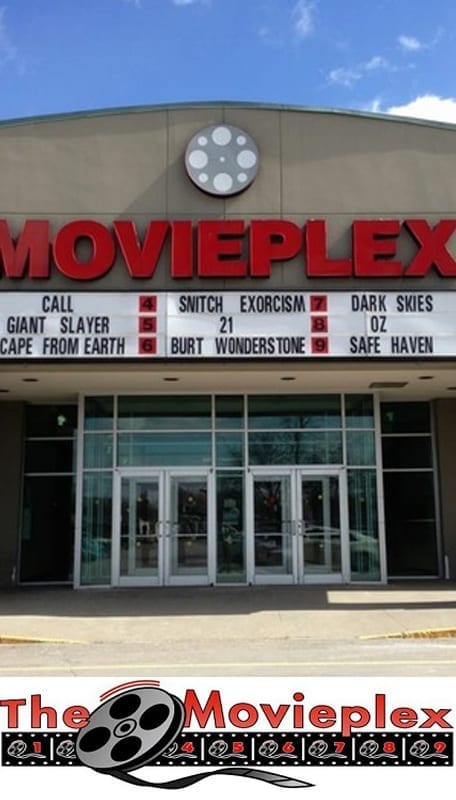 MOVIEPLEX
CALL 4 SNITCH EXORCISM 7 DARK SKIES
GIANT SLAYER 5 21 8 OZ
CAPE FROM EARTH 6 BURT WONDERSTONE 9 SAFE HAVEN
The Movieplex
1 4 5 6 7 8 9